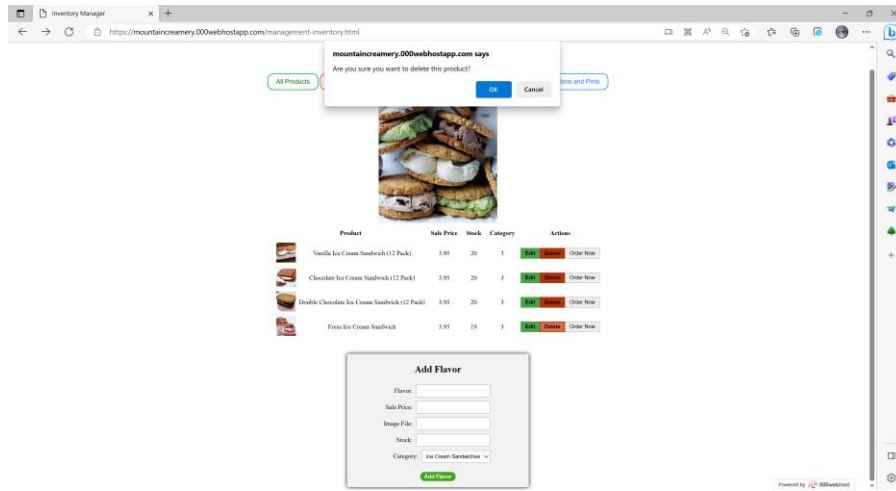 Inventory Manager
https://mountaincreamery.000webhostapp.com/management-inventory.html
mountaincreamery.000webhostapp.com says
Are you sure you want to delete this product?
OK Cancel
All Products and Pints
Product Sale Price Stock Category Actions
Vanilla Ice Cream Sandwich (12 Pack) 3.95 20 3 Edit Delete Order Now
Chocolate Ice Cream Sandwich (12 Pack) 3.95 20 3 Edit Delete Order Now
Double Chocolate Ice Cream Sandwich (12 Pack) 3.95 20 3 Edit Delete Order Now
Ice Cream Sandwich 3.95 19 3 Edit Delete Order Now
Add Flavor
Flavor:
Sale Price:
Image File:
Stock:
Category: Ice Cream Sandwiches
Add Flavor
Powered by 000webhost